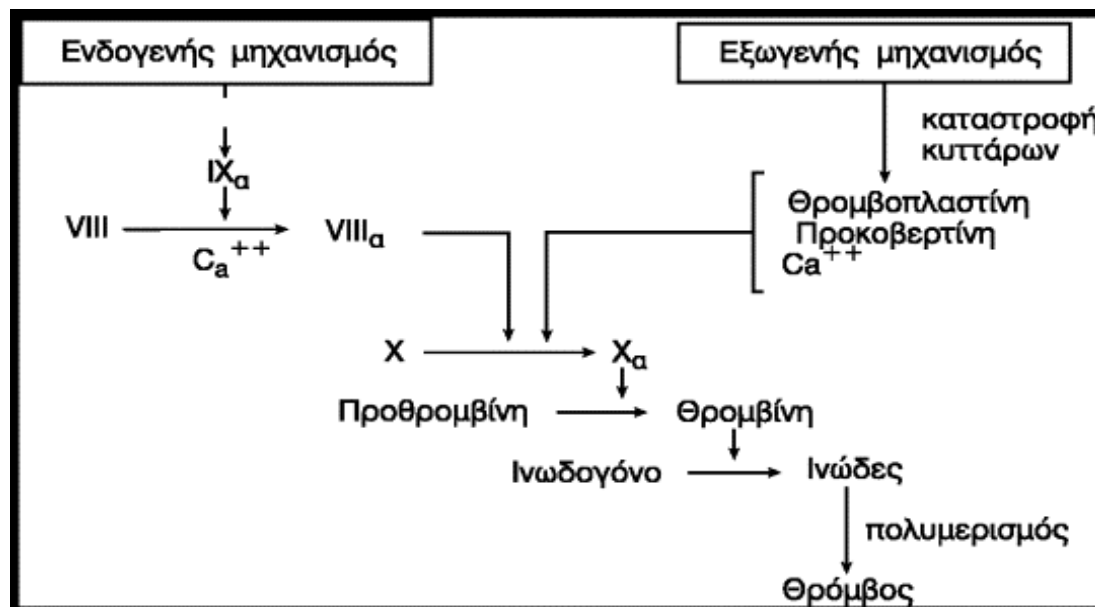 Ενδογενής μηχανισμός
Εξωγενής μηχανισμός
καταστροφή
κυττάρων
IXα
VIII
Ca++
VIIIα
Θρομβοπλαστίνη
Προκοβερτίνη
Ca++
X
Xα
Προθρομβίνη
Θρομβίνη
Ινωδογόνο
Ινώδες
πολυμερισμός
Θρόμβος